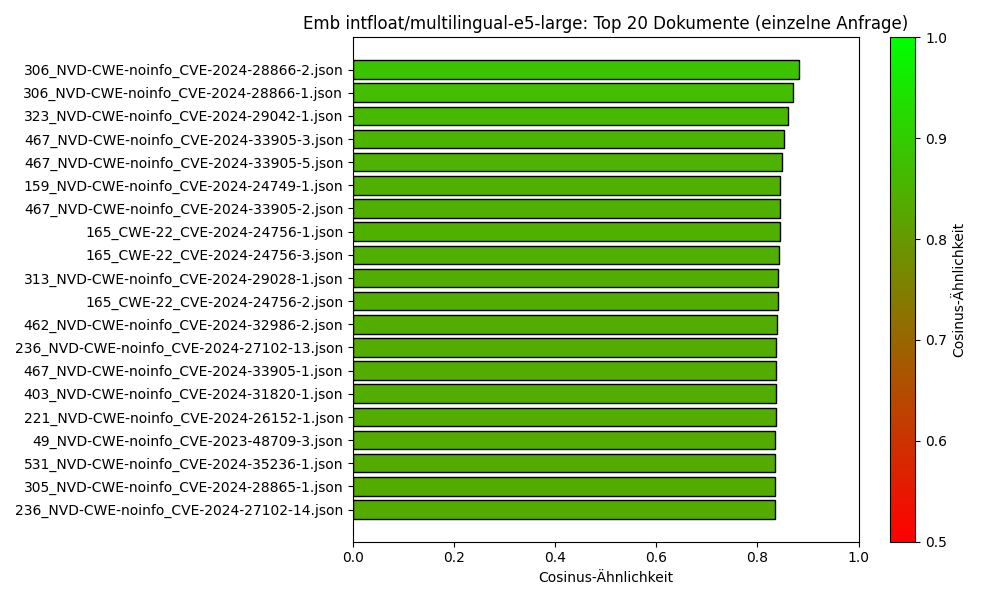 Emb intfloat/multilingual-e5-large: Top 20 Dokumente (einzelne Anfrage)
306_NVD-CWE-noinfo_CVE-2024-28866-2.json
306_NVD-CWE-noinfo_CVE-2024-28866-1.json
323_NVD-CWE-noinfo_CVE-2024-29042-1.json
467_NVD-CWE-noinfo_CVE-2024-33905-3.json
467_NVD-CWE-noinfo_CVE-2024-33905-5.json
159_NVD-CWE-noinfo_CVE-2024-24749-1.json
467_NVD-CWE-noinfo_CVE-2024-33905-2.json
165_CWE-22_CVE-2024-24756-1.json
165_CWE-22_CVE-2024-24756-3.json
313_NVD-CWE-noinfo_CVE-2024-29028-1.json
165_CWE-22_CVE-2024-24756-2.json
462_NVD-CWE-noinfo_CVE-2024-32986-2.json
236_NVD-CWE-noinfo_CVE-2024-27102-13.json
467_NVD-CWE-noinfo_CVE-2024-33905-1.json
403_NVD-CWE-noinfo_CVE-2024-31820-1.json
221_NVD-CWE-noinfo_CVE-2024-26152-1.json
49_NVD-CWE-noinfo_CVE-2023-48709-3.json
531_NVD-CWE-noinfo_CVE-2024-35236-1.json
305_NVD-CWE-noinfo_CVE-2024-28865-1.json
236_NVD-CWE-noinfo_CVE-2024-27102-14.json
0.0 0.2 0.4 0.6 0.8 1.0
Cosinus-Ähnlichkeit
1.0
0.9
0.8
0.7
0.6
0.5
Cosinus-Ähnlichkeit